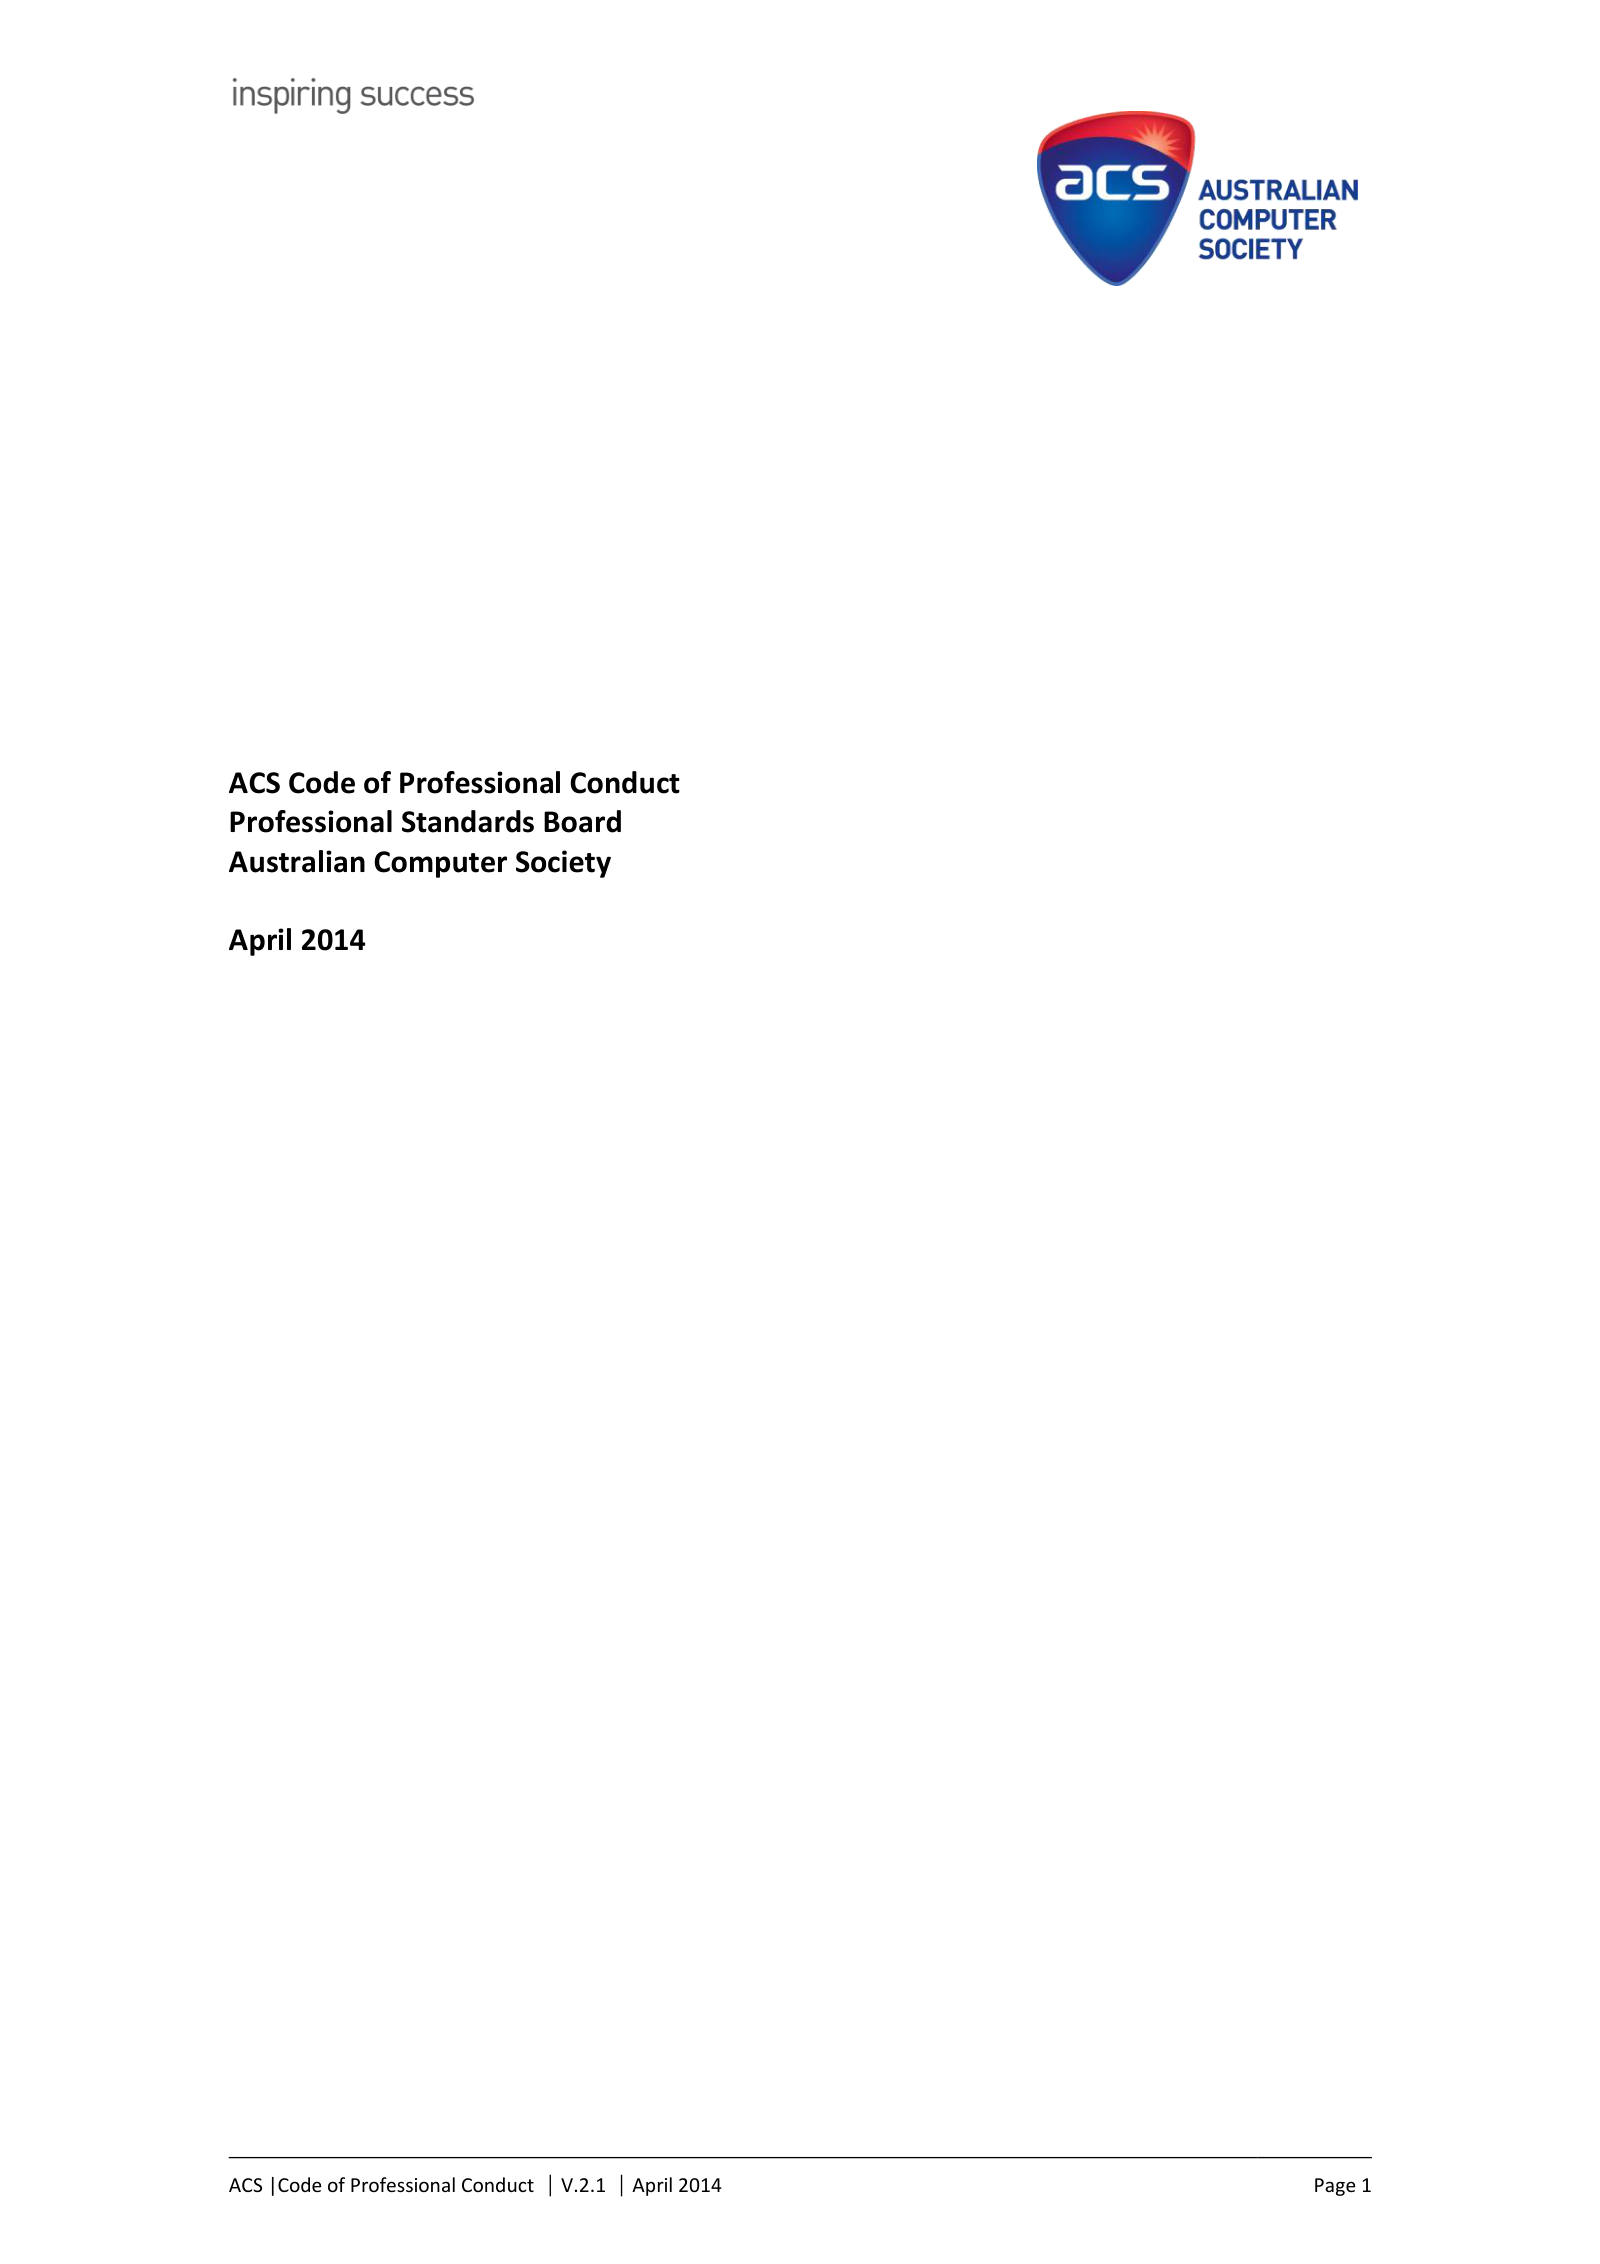 inspiring success
acs
AUSTRALIAN
COMPUTER
SOCIETY
ACS Code of Professional Conduct
Professional Standards Board
Australian Computer Society
April 2014
ACS |Code of Professional Conduct | V.2.1 | April 2014 Page 1